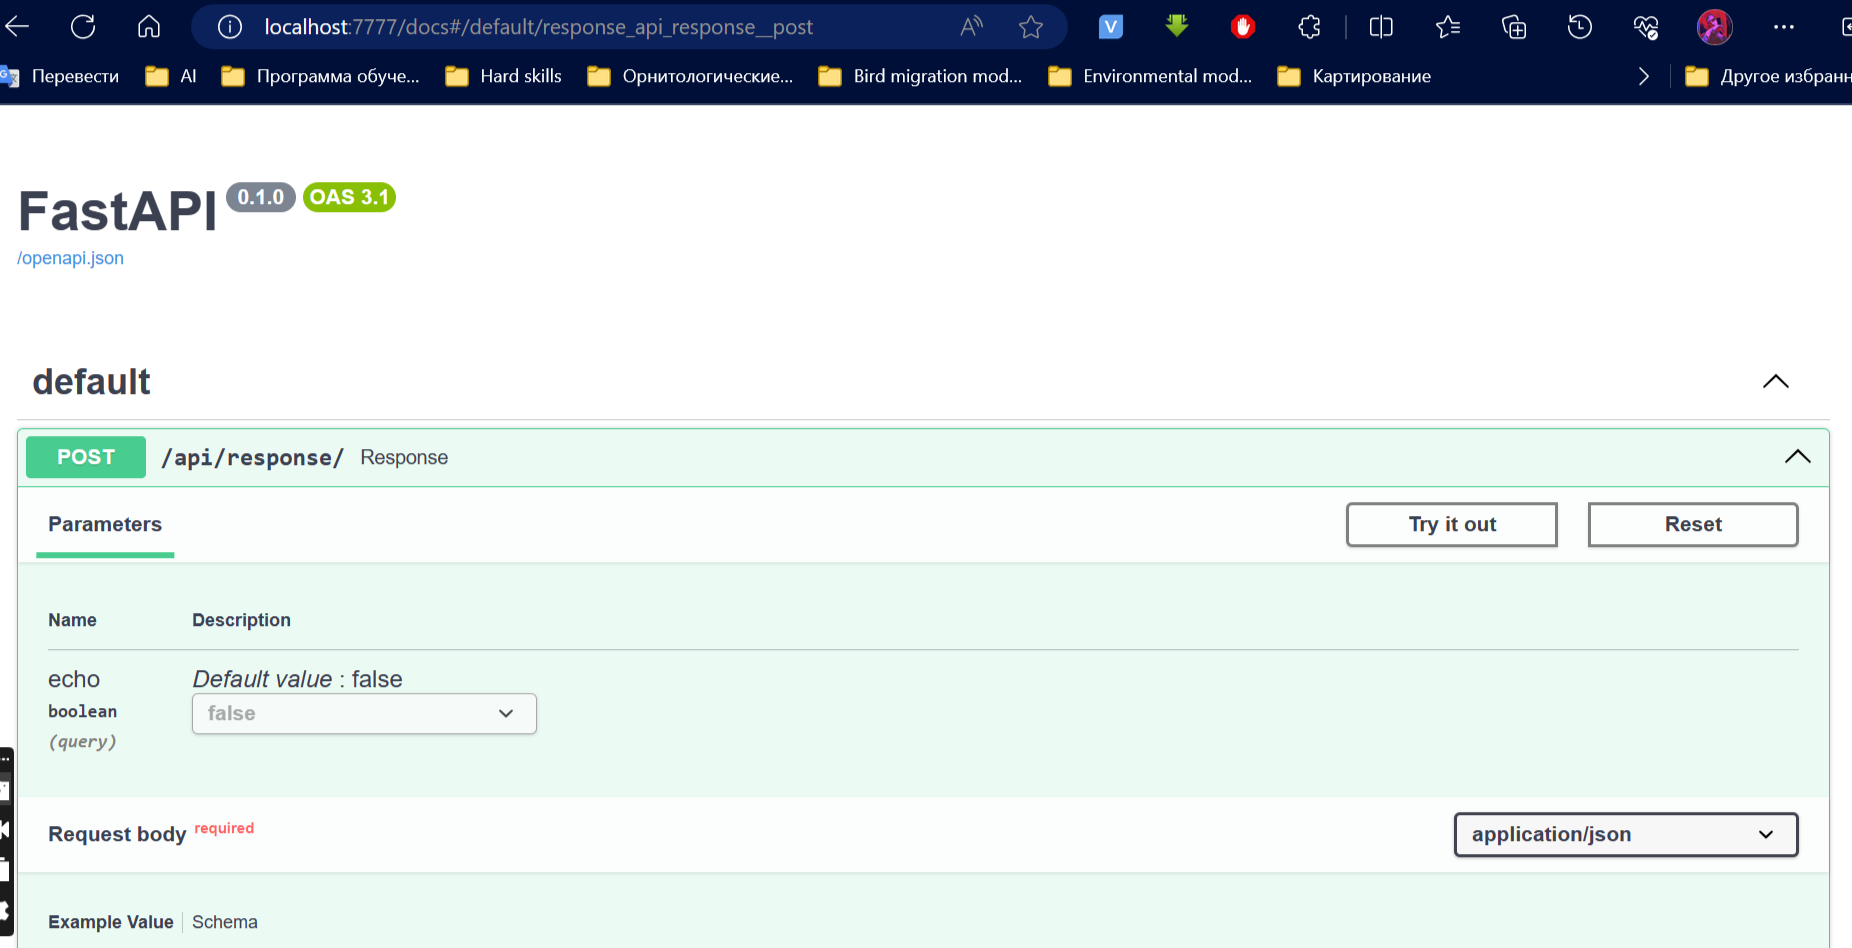 localhost:7777/docs#/default/response_api_response__post
V
Перевести AI Программа обуче... Hard skills Орнитологические... Bird migration mod... Environmental mod... Картирование Другое избранн
FastAPI 0.1.0 OAS 3.1
/openapi.json
default
POST /api/response/ Response
Parameters Try it out Reset
Name Description
echo Default value : false
boolean false
(query)
Request body required application/json
Example Value Schema